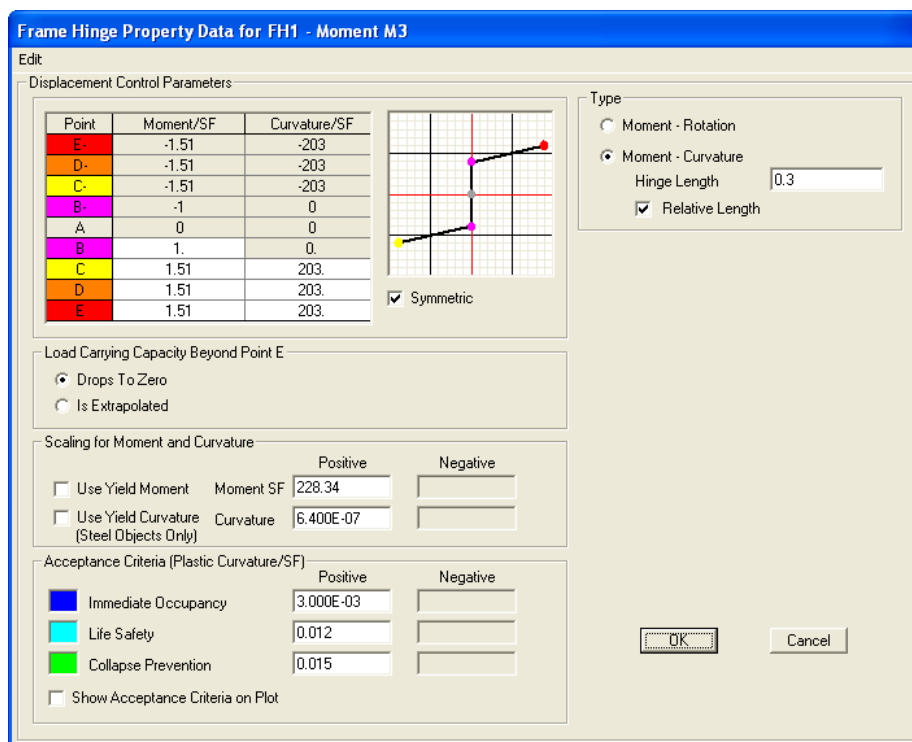 Frame Hinge Property Data for FH1 - Moment M3
Edit
Displacement Control Parameters
Point Moment/SF Curvature/SF
E- -1.51 -203
D- -1.51 -203
C- -1.51 -203
B- -1 0
A 0 0
B 1. 0.
C 1.51 203.
D 1.51 203.
E 1.51 203.
Symmetric
Type
Moment - Rotation
Moment - Curvature
Hinge Length 0.3
Relative Length
Load Carrying Capacity Beyond Point E
Drops To Zero
Is Extrapolated
Scaling for Moment and Curvature
Positive Negative
Use Yield Moment Moment SF 228.34
Use Yield Curvature Curvature 6.400E-07
(Steel Objects Only)
Acceptance Criteria (Plastic Curvature/SF)
Positive Negative
Immediate Occupancy 3.000E-03
Life Safety 0.012
Collapse Prevention 0.015
Show Acceptance Criteria on Plot
OK Cancel